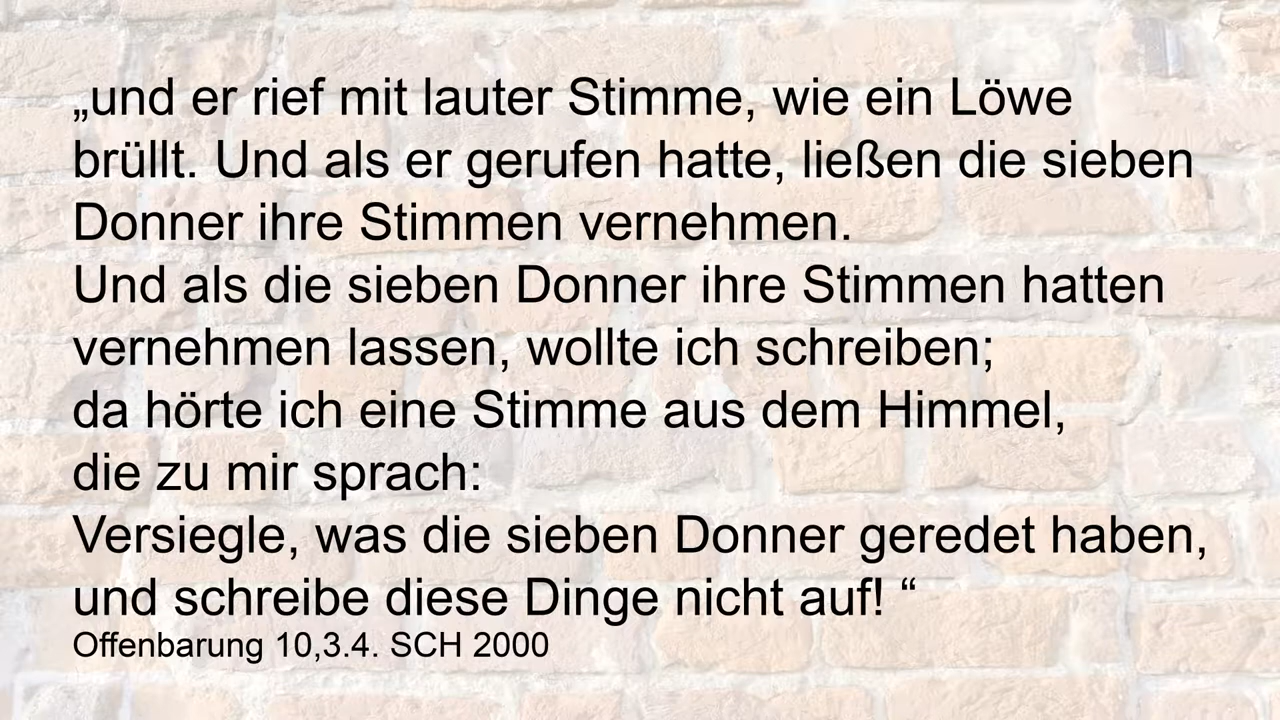 „und er rief mit lauter Stimme, wie ein Löwe
brüllt. Und als er gerufen hatte, ließen die sieben
Donner ihre Stimmen vernehmen.
Und als die sieben Donner ihre Stimmen hatten
vernehmen lassen, wollte ich schreiben;
da hörte ich eine Stimme aus dem Himmel,
die zu mir sprach:
Versiegle, was die sieben Donner geredet haben,
und schreibe diese Dinge nicht auf! “
Offenbarung 10,3.4. SCH 2000